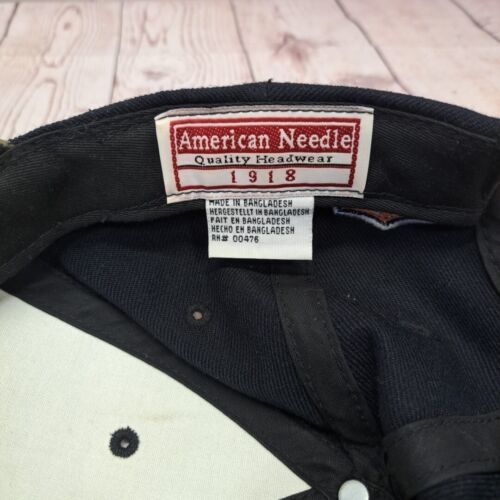 American Needle
Quality Headwear
1918
MADE IN BANGLADESH
HERGESTELLT IN BANGLADESH
FAIT EN BANGLADESH
HECHO EN BANGLADESH
RN# 00476